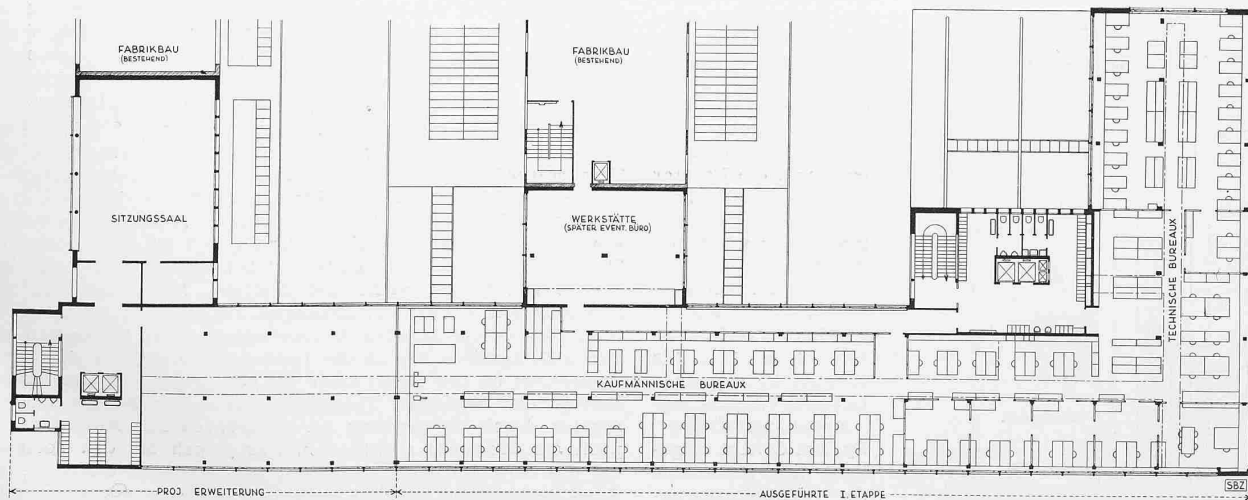 FABRIKBAU
(BESTEHEND)
FABRIKBAU
(BESTEHEND)
SITZUNGSSAAL
WERKSTÄTTE
(SPÄTER EVENT. BÜRO)
TECHNISCHE BUREAUX
KAUFMÄNNISCHE BUREAUX
PROJ. ERWEITERUNG
AUSGEFÜHRTE I. ETAPPE
SBZ